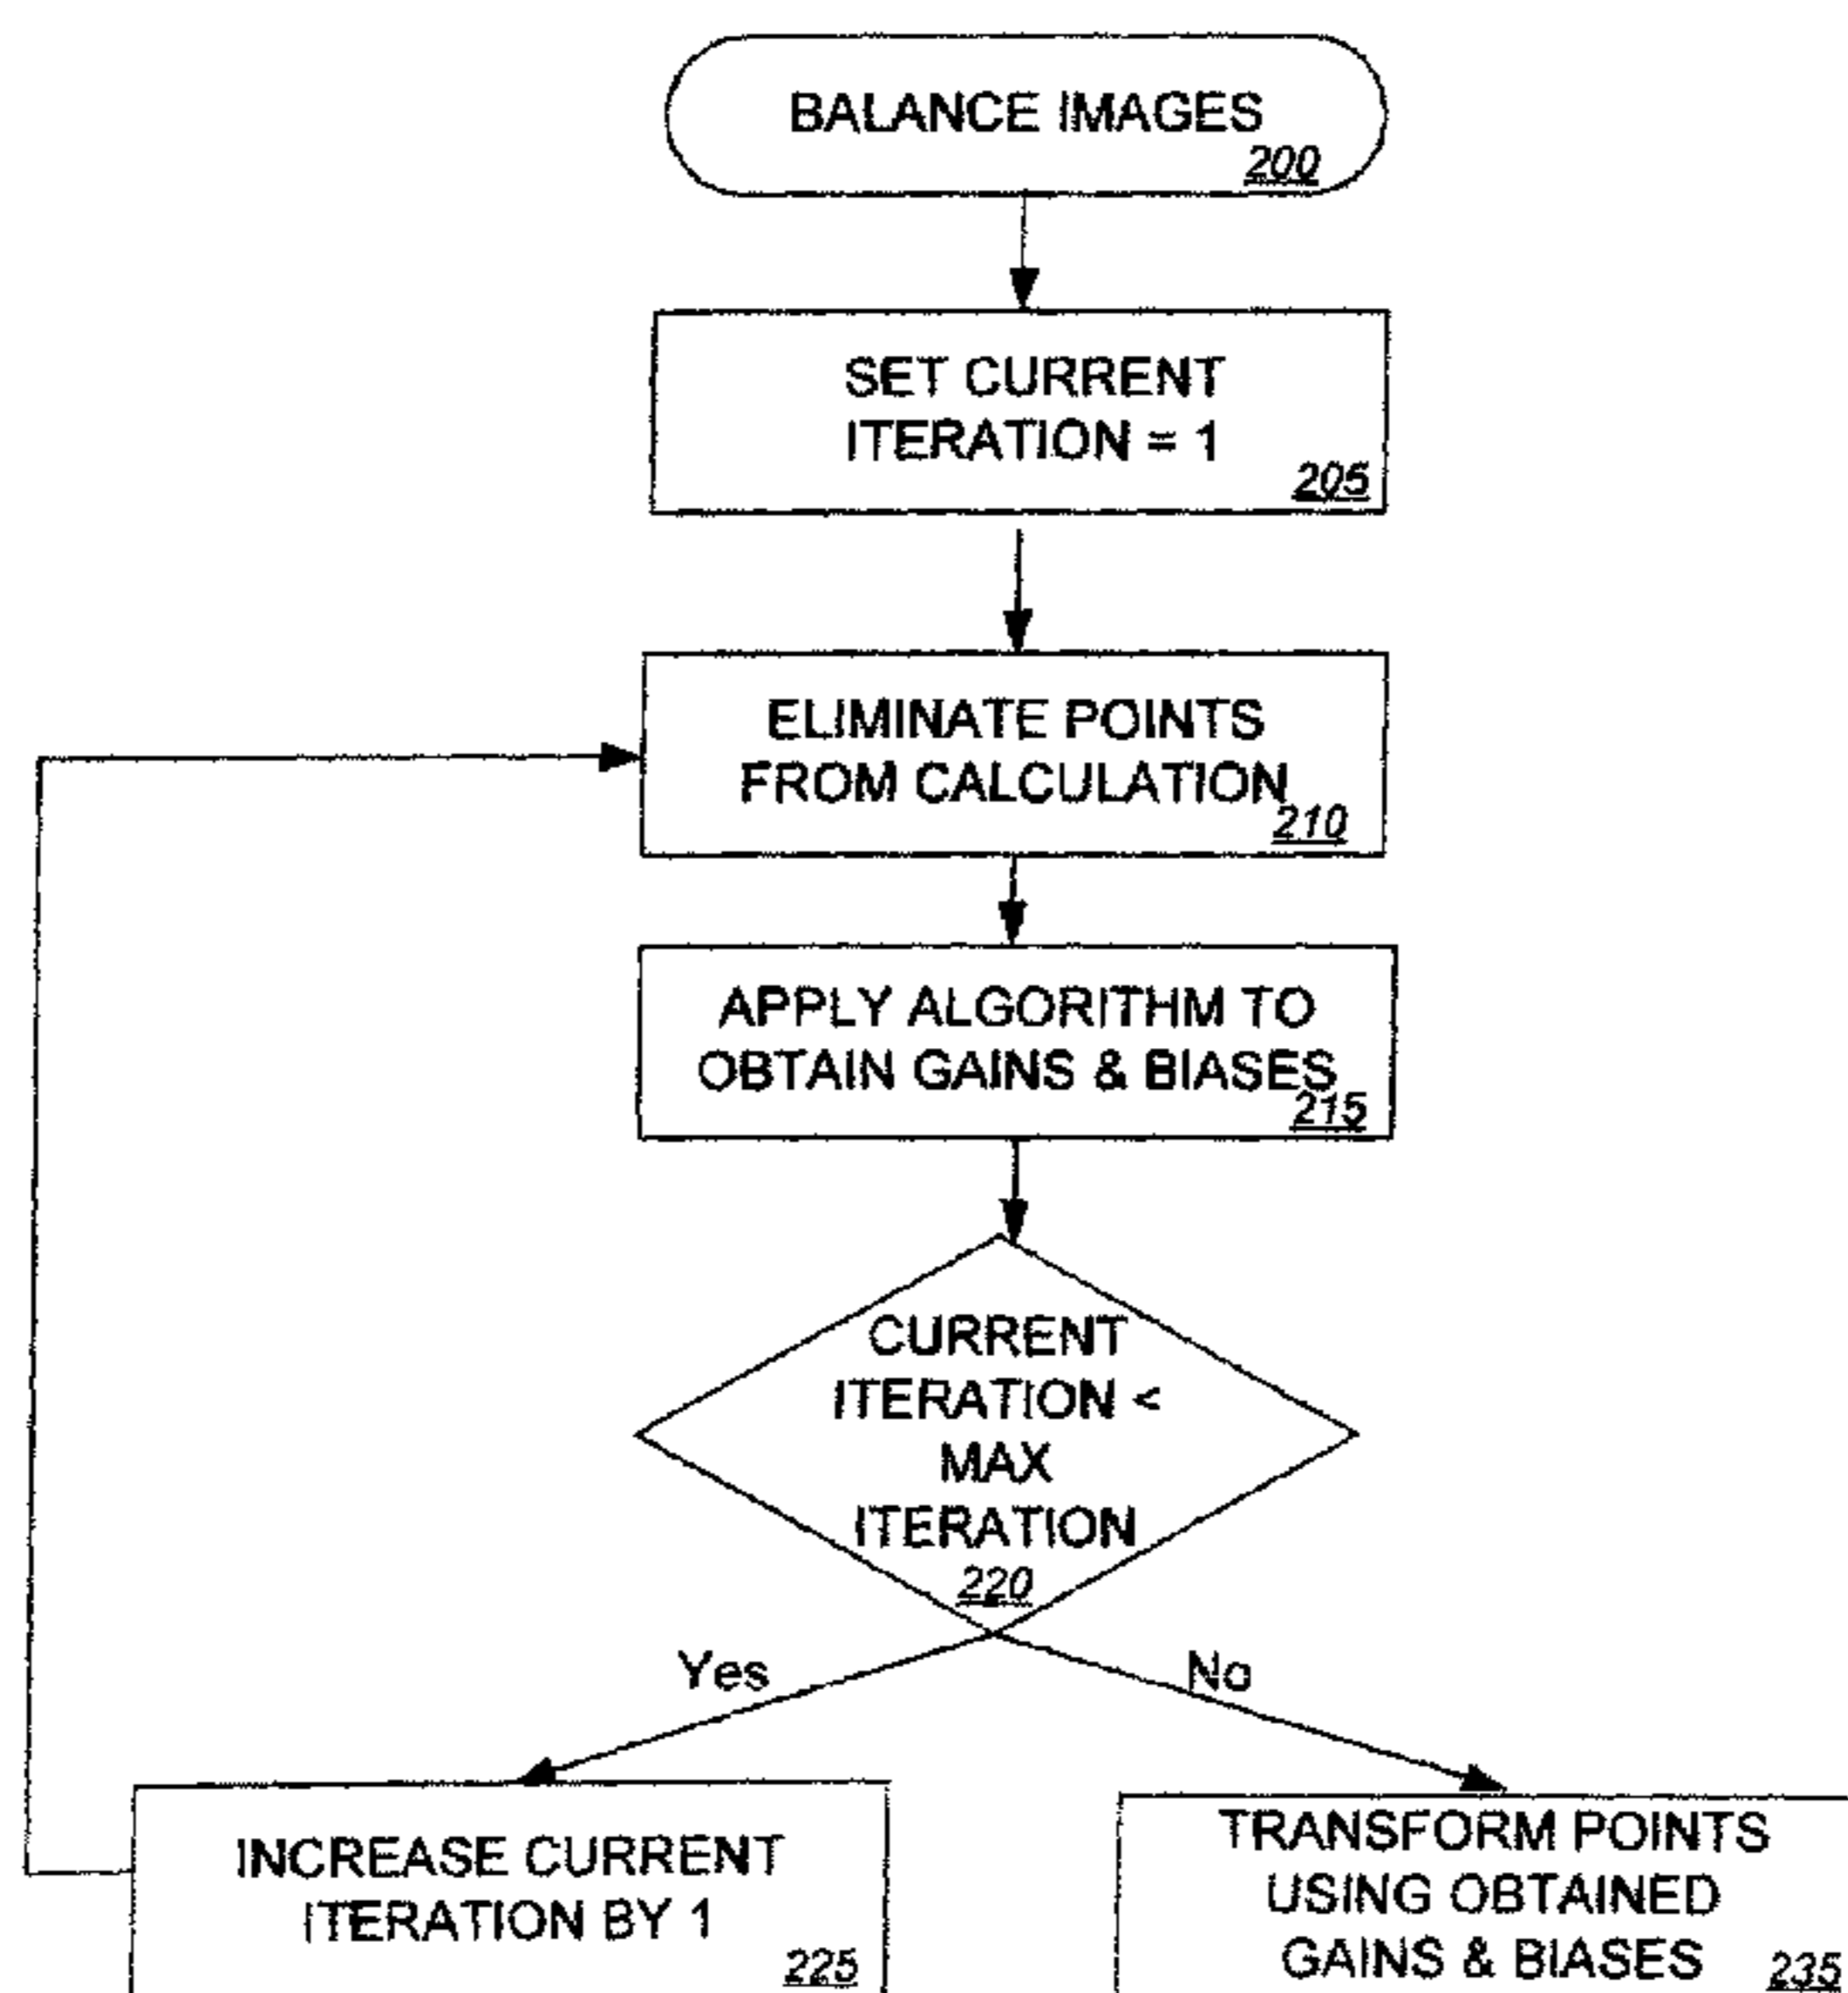 BALANCE IMAGES
200
SET CURRENT
ITERATION = 1
205
ELIMINATE POINTS
FROM CALCULATION
210
APPLY ALGORITHM TO
OBTAIN GAINS & BIASES
215
CURRENT
ITERATION <
MAX
ITERATION
220
Yes
No
INCREASE CURRENT
ITERATION BY 1
225
TRANSFORM POINTS
USING OBTAINED
GAINS & BIASES
235